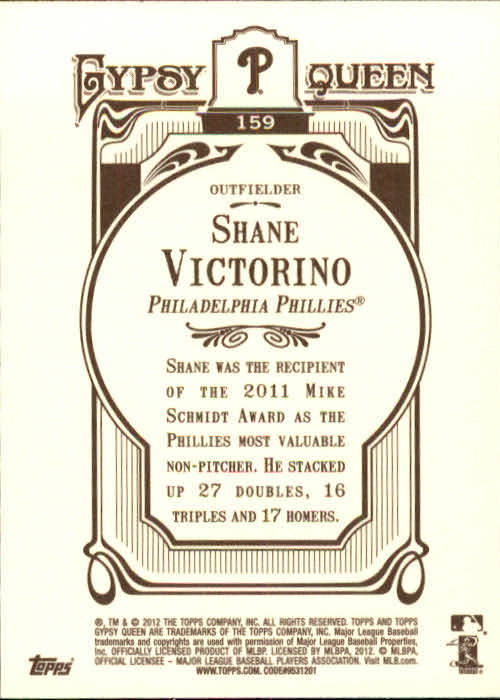 GYPSY P QUEEN
159
OUTFIELDER
SHANE
VICTORINO
PHILADELPHIA PHILLIES®
SHANE WAS THE RECIPIENT
OF THE 2011 MIKE
SCHMIDT AWARD AS THE
PHILLIES MOST VALUABLE
NON-PITCHER. HE STACKED
UP 27 DOUBLES, 16
TRIPLES AND 17 HOMERS.
®, TM & © 2012 THE TOPPS COMPANY, INC. ALL RIGHTS RESERVED. TOPPS AND TOPPS
GYPSY QUEEN ARE TRADEMARKS OF THE TOPPS COMPANY, INC. Major League Baseball
trademarks and copyrights are used with permission of Major League Baseball Properties,
Inc. OFFICIALLY LICENSED PRODUCT OF MLBP. LICENSED BY MLBPA, 2012. © MLBPA,
OFFICIAL LICENSEE – MAJOR LEAGUE BASEBALL PLAYERS ASSOCIATION. Visit MLB.com.
WWW.TOPPS.COM. CODE#9531201
topps